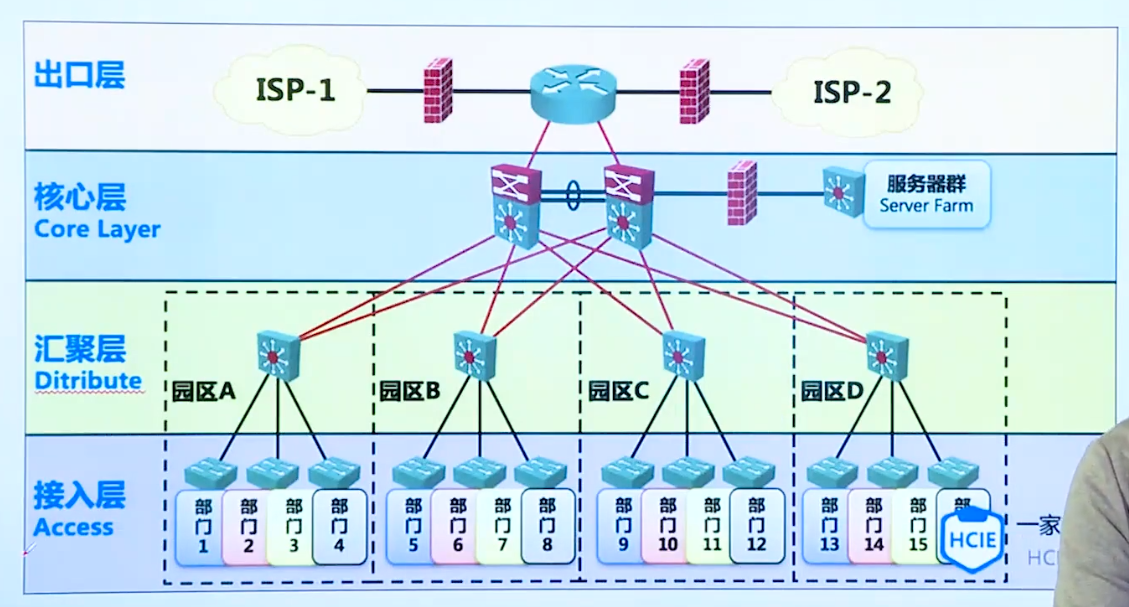 出口层
ISP-1
ISP-2
核心层
Core Layer
服务器群
Server Farm
汇聚层
Ditribute
园区A
园区B
园区C
园区D
接入层
Access
部门1
部门2
部门3
部门4
部门5
部门6
部门7
部门8
部门9
部门10
部门11
部门12
部门13
部门14
部门15
部
HCIE
一家
HCI